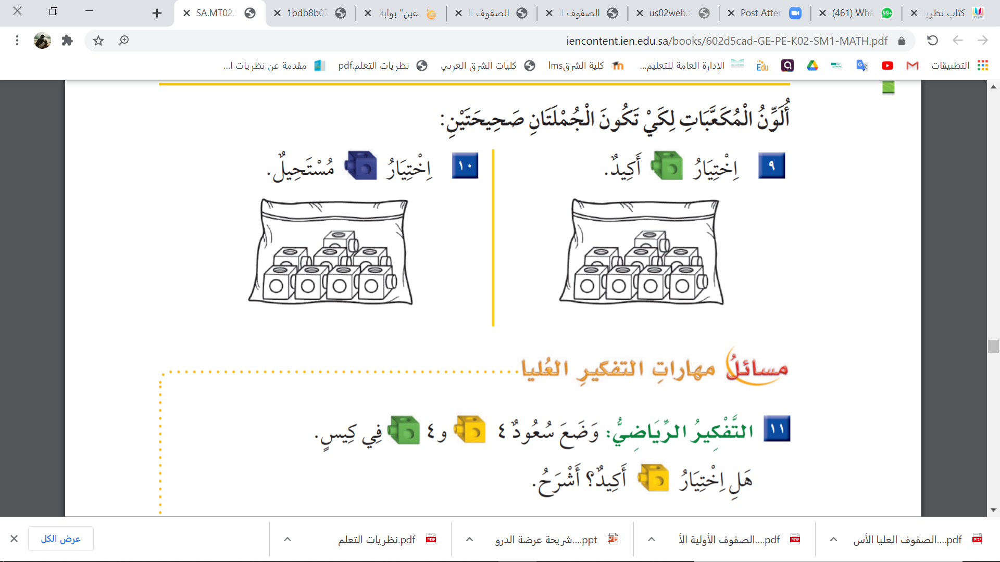 SA.MT02.S
1bdb8b07
عين" بوابة
الصفوف ال
الصفوف ال
us02web.z
Post Atten
(461) Wha
كتاب نظريا
iencontent.ien.edu.sa/books/602d5cad-GE-PE-K02-SM1-MATH.pdf
التطبيقات
الإدارة العامة للتعليم...
كلية الشرقlms
كليات الشرق العربي
نظريات التعلم.pdf
مقدمة عن نظريات ا...
أُلَوِّنُ الْمُكَعَّبَاتِ لِكَيْ تَكُونَ الْجُمْلَتَانِ صَحِيحَتَيْنِ:
٩ اِخْتِيَارُ أَكِيدٌ.
١٠ اِخْتِيَارُ مُسْتَحِيلٌ.
مسائلُ مهاراتِ التفكيرِ العُليا
١١ التَّفْكِيرُ الرِّيَاضِيُّ: وَضَعَ سُعُودٌ ٤ و ٤ فِي كِيسٍ.
هَلِ اِخْتِيَارُ أَكِيدٌ؟ أَشْرَحُ.
الصفوف العليا الأس....pdf
الصفوف الأولية الأ....pdf
شريحة عرضة الدرو....ppt
نظريات التعلم.pdf
عرض الكل